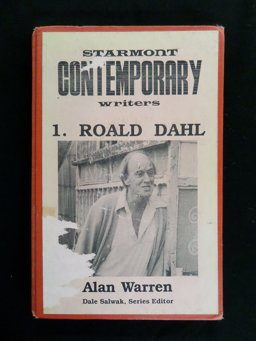 STARMONT
CONTEMPORARY
writers
1. ROALD DAHL
Alan Warren
Dale Salwak, Series Editor